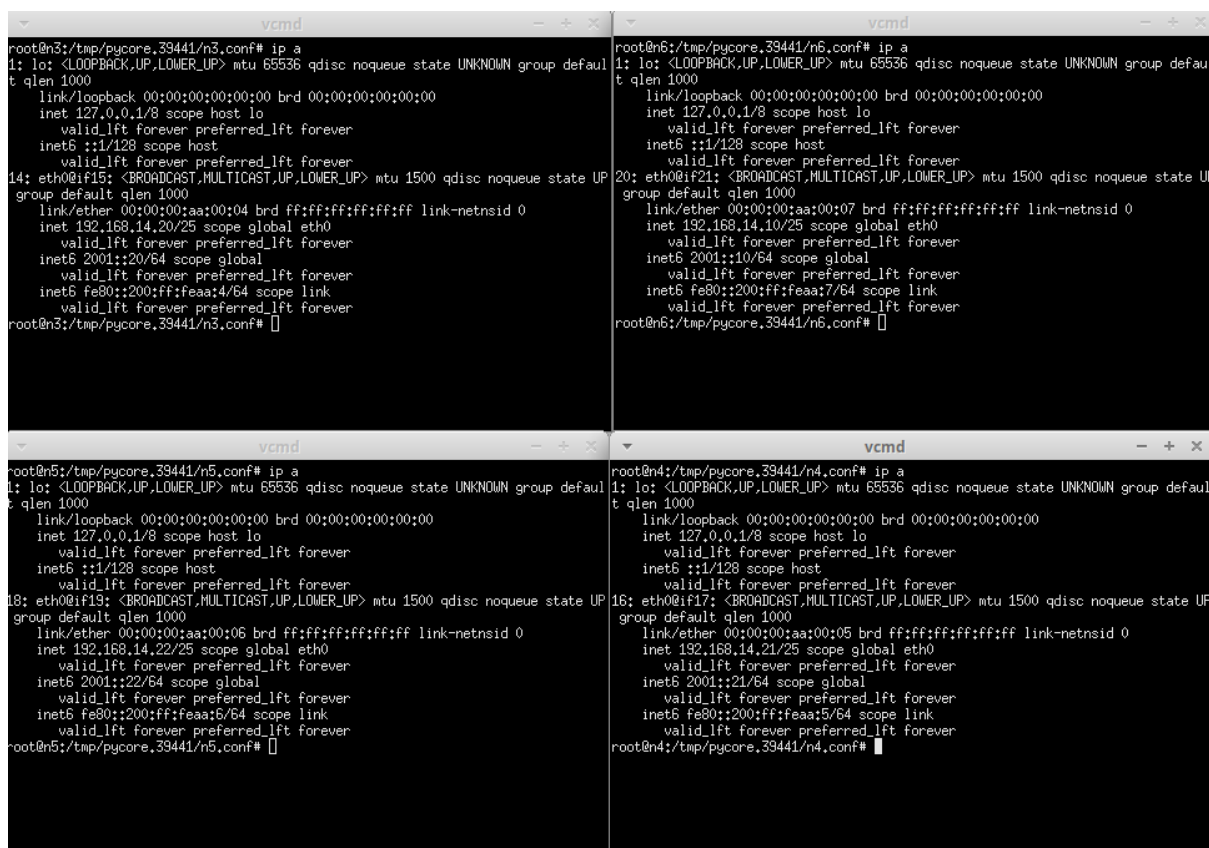 vcmd
root@n3:/tmp/pycore.39441/n3.conf# ip a
1: lo: <LOOPBACK,UP,LOWER_UP> mtu 65536 qdisc noqueue state UNKNOWN group defaul
t qlen 1000
    link/loopback 00:00:00:00:00:00 brd 00:00:00:00:00:00
    inet 127.0.0.1/8 scope host lo
       valid_lft forever preferred_lft forever
    inet6 ::1/128 scope host
       valid_lft forever preferred_lft forever
14: eth0@if15: <BROADCAST,MULTICAST,UP,LOWER_UP> mtu 1500 qdisc noqueue state UP
 group default qlen 1000
    link/ether 00:00:00:aa:00:04 brd ff:ff:ff:ff:ff:ff link-netnsid 0
    inet 192.168.14.20/25 scope global eth0
       valid_lft forever preferred_lft forever
    inet6 2001::20/64 scope global
       valid_lft forever preferred_lft forever
    inet6 fe80::200:ff:feaa:4/64 scope link
       valid_lft forever preferred_lft forever
root@n3:/tmp/pycore.39441/n3.conf#
vcmd
root@n6:/tmp/pycore.39441/n6.conf# ip a
1: lo: <LOOPBACK,UP,LOWER_UP> mtu 65536 qdisc noqueue state UNKNOWN group defau
t qlen 1000
    link/loopback 00:00:00:00:00:00 brd 00:00:00:00:00:00
    inet 127.0.0.1/8 scope host lo
       valid_lft forever preferred_lft forever
    inet6 ::1/128 scope host
       valid_lft forever preferred_lft forever
20: eth0@if21: <BROADCAST,MULTICAST,UP,LOWER_UP> mtu 1500 qdisc noqueue state U
 group default qlen 1000
    link/ether 00:00:00:aa:00:07 brd ff:ff:ff:ff:ff:ff link-netnsid 0
    inet 192.168.14.10/25 scope global eth0
       valid_lft forever preferred_lft forever
    inet6 2001::10/64 scope global
       valid_lft forever preferred_lft forever
    inet6 fe80::200:ff:feaa:7/64 scope link
       valid_lft forever preferred_lft forever
root@n6:/tmp/pycore.39441/n6.conf#
vcmd
root@n5:/tmp/pycore.39441/n5.conf# ip a
1: lo: <LOOPBACK,UP,LOWER_UP> mtu 65536 qdisc noqueue state UNKNOWN group defaul
t qlen 1000
    link/loopback 00:00:00:00:00:00 brd 00:00:00:00:00:00
    inet 127.0.0.1/8 scope host lo
       valid_lft forever preferred_lft forever
    inet6 ::1/128 scope host
       valid_lft forever preferred_lft forever
18: eth0@if19: <BROADCAST,MULTICAST,UP,LOWER_UP> mtu 1500 qdisc noqueue state UP
 group default qlen 1000
    link/ether 00:00:00:aa:00:06 brd ff:ff:ff:ff:ff:ff link-netnsid 0
    inet 192.168.14.22/25 scope global eth0
       valid_lft forever preferred_lft forever
    inet6 2001::22/64 scope global
       valid_lft forever preferred_lft forever
    inet6 fe80::200:ff:feaa:6/64 scope link
       valid_lft forever preferred_lft forever
root@n5:/tmp/pycore.39441/n5.conf#
vcmd
root@n4:/tmp/pycore.39441/n4.conf# ip a
1: lo: <LOOPBACK,UP,LOWER_UP> mtu 65536 qdisc noqueue state UNKNOWN group defaul
t qlen 1000
    link/loopback 00:00:00:00:00:00 brd 00:00:00:00:00:00
    inet 127.0.0.1/8 scope host lo
       valid_lft forever preferred_lft forever
    inet6 ::1/128 scope host
       valid_lft forever preferred_lft forever
16: eth0@if17: <BROADCAST,MULTICAST,UP,LOWER_UP> mtu 1500 qdisc noqueue state UP
 group default qlen 1000
    link/ether 00:00:00:aa:00:05 brd ff:ff:ff:ff:ff:ff link-netnsid 0
    inet 192.168.14.21/25 scope global eth0
       valid_lft forever preferred_lft forever
    inet6 2001::21/64 scope global
       valid_lft forever preferred_lft forever
    inet6 fe80::200:ff:feaa:5/64 scope link
       valid_lft forever preferred_lft forever
root@n4:/tmp/pycore.39441/n4.conf#